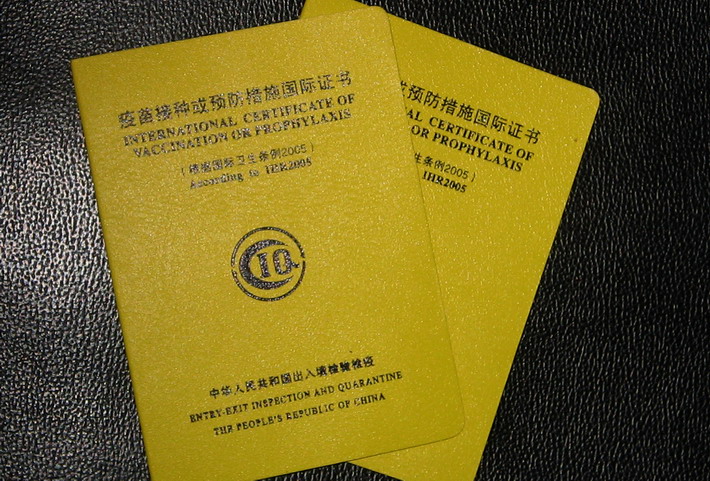 疫苗接种或预防措施国际证书
INTERNATIONAL CERTIFICATE OF
VACCINATION OR PROPHYLAXIS
(根据国际卫生条例2005)
According to IHR2005
CIQ
中华人民共和国出入境检验检疫
ENTRY-EXIT INSPECTION AND QUARANTINE
THE PEOPLE'S REPUBLIC OF CHINA
或预防措施国际证书
CERTIFICATE OF
OR PROPHYLAXIS
生条例2005)
IHR2005